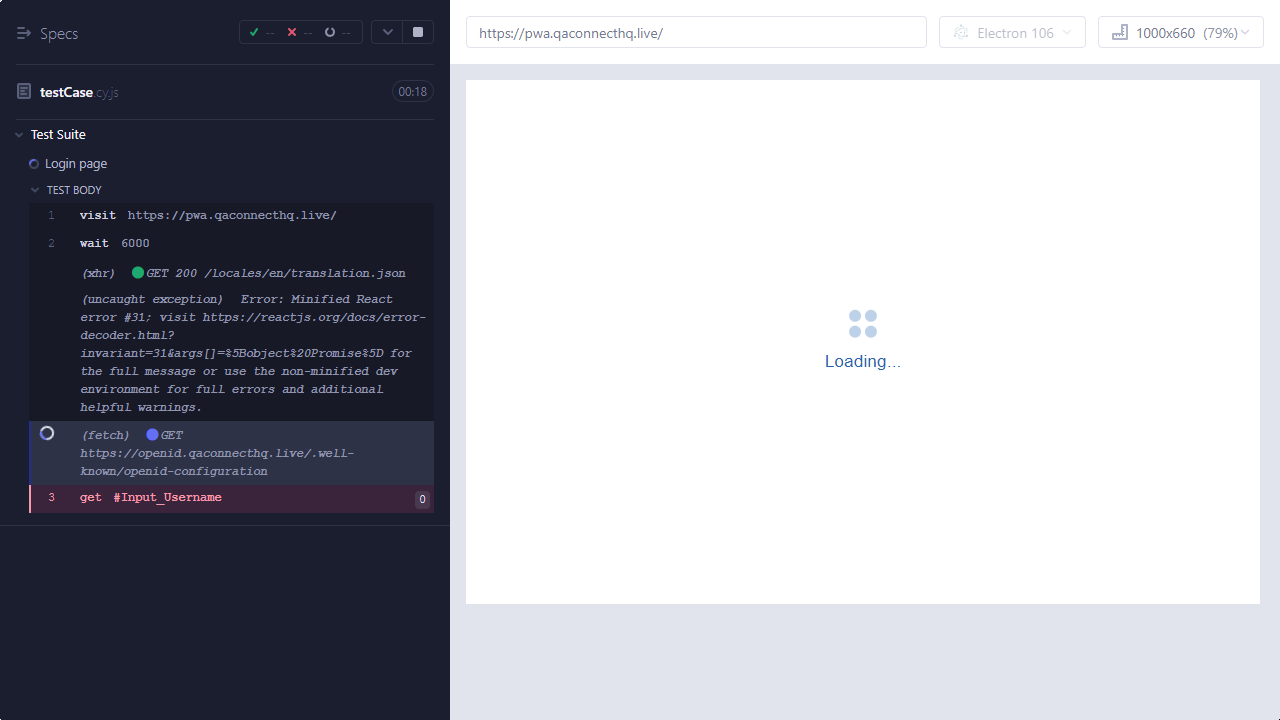 Specs
-- -- --
testCase.cy.js
00:18
Test Suite
Login page
TEST BODY
1 visit https://pwa.qaconnecthq.live/
2 wait 6000
(xhr) GET 200 /locales/en/translation.json
(uncaught exception) Error: Minified React
error #31; visit https://reactjs.org/docs/error-
decoder.html?
invariant=31&args[]=%5Bobject%20Promise%5D for
the full message or use the non-minified dev
environment for full errors and additional
helpful warnings.
(fetch) GET
https://openid.qaconnecthq.live/.well-
known/openid-configuration
3 get #Input_Username 0
https://pwa.qaconnecthq.live/
Electron 106
1000x660 (79%)
Loading...